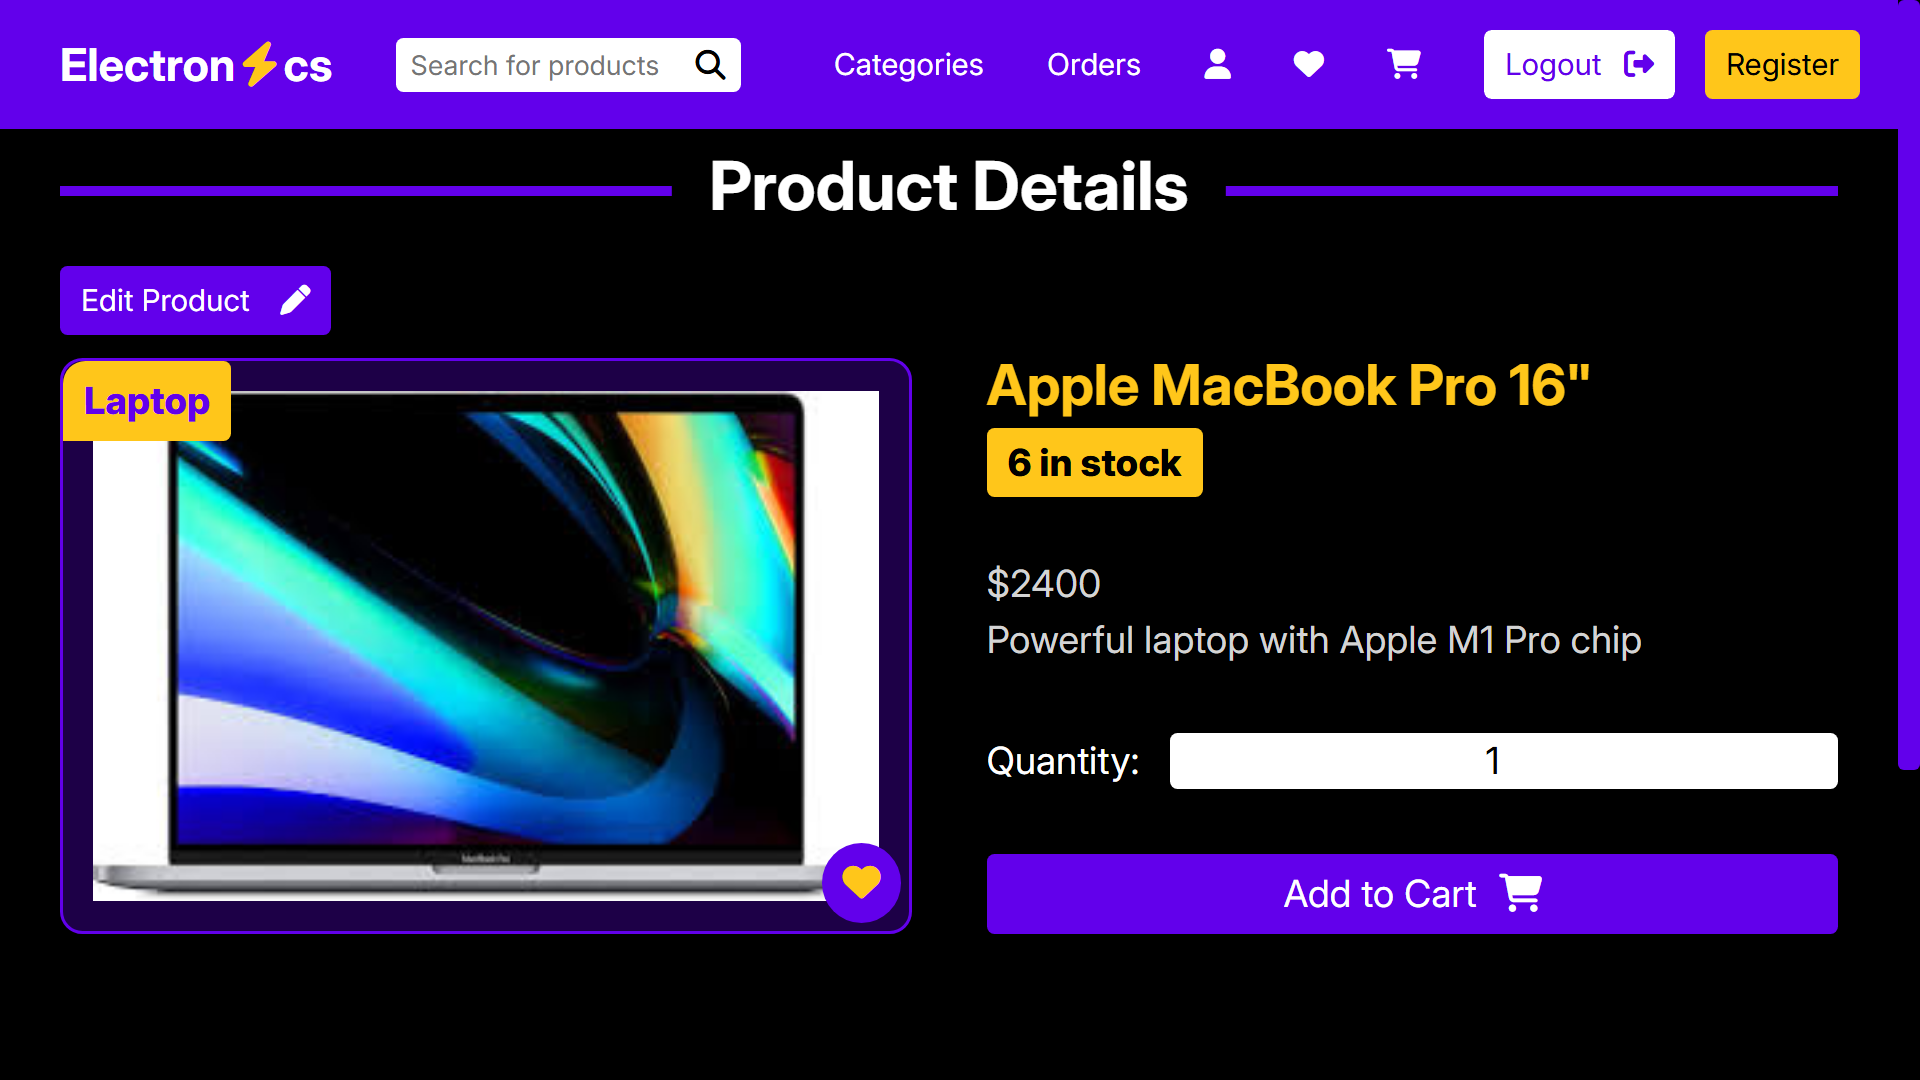 Electron⚡cs
Search for products
Categories
Orders
Logout
Register
Product Details
Edit Product
Laptop
Apple MacBook Pro 16"
6 in stock
$2400
Powerful laptop with Apple M1 Pro chip
Quantity: 1
Add to Cart